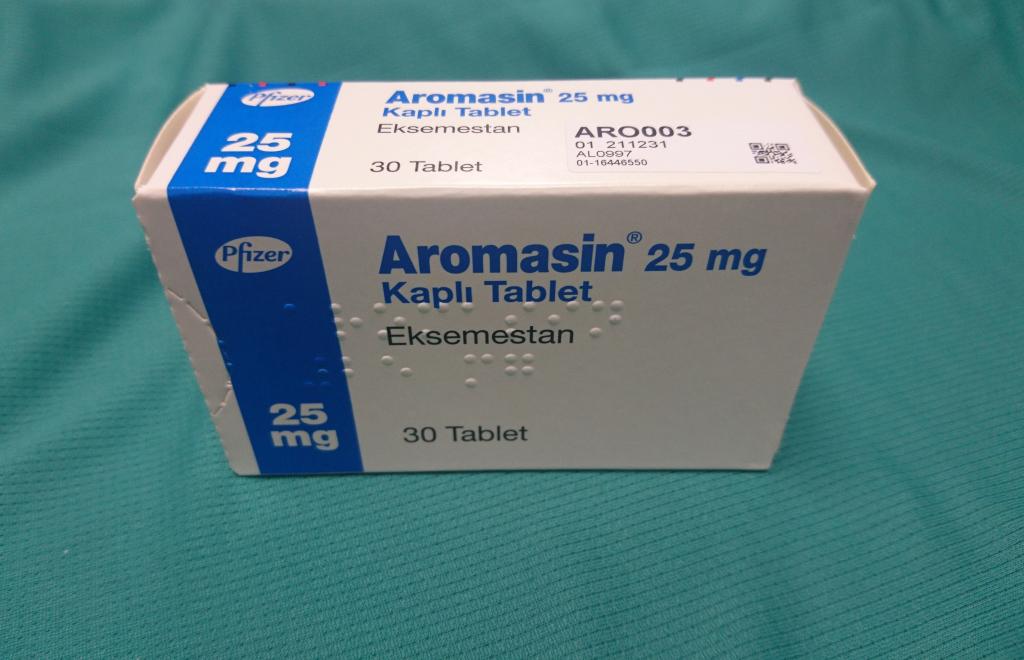 Pfizer
25
mg
Aromasin® 25 mg
Kaplı Tablet
Eksemestan
30 Tablet
ARO003
01 211231
AL0997
01-16446550
Pfizer
Aromasin® 25 mg
Kaplı Tablet
Eksemestan
25
mg
30 Tablet